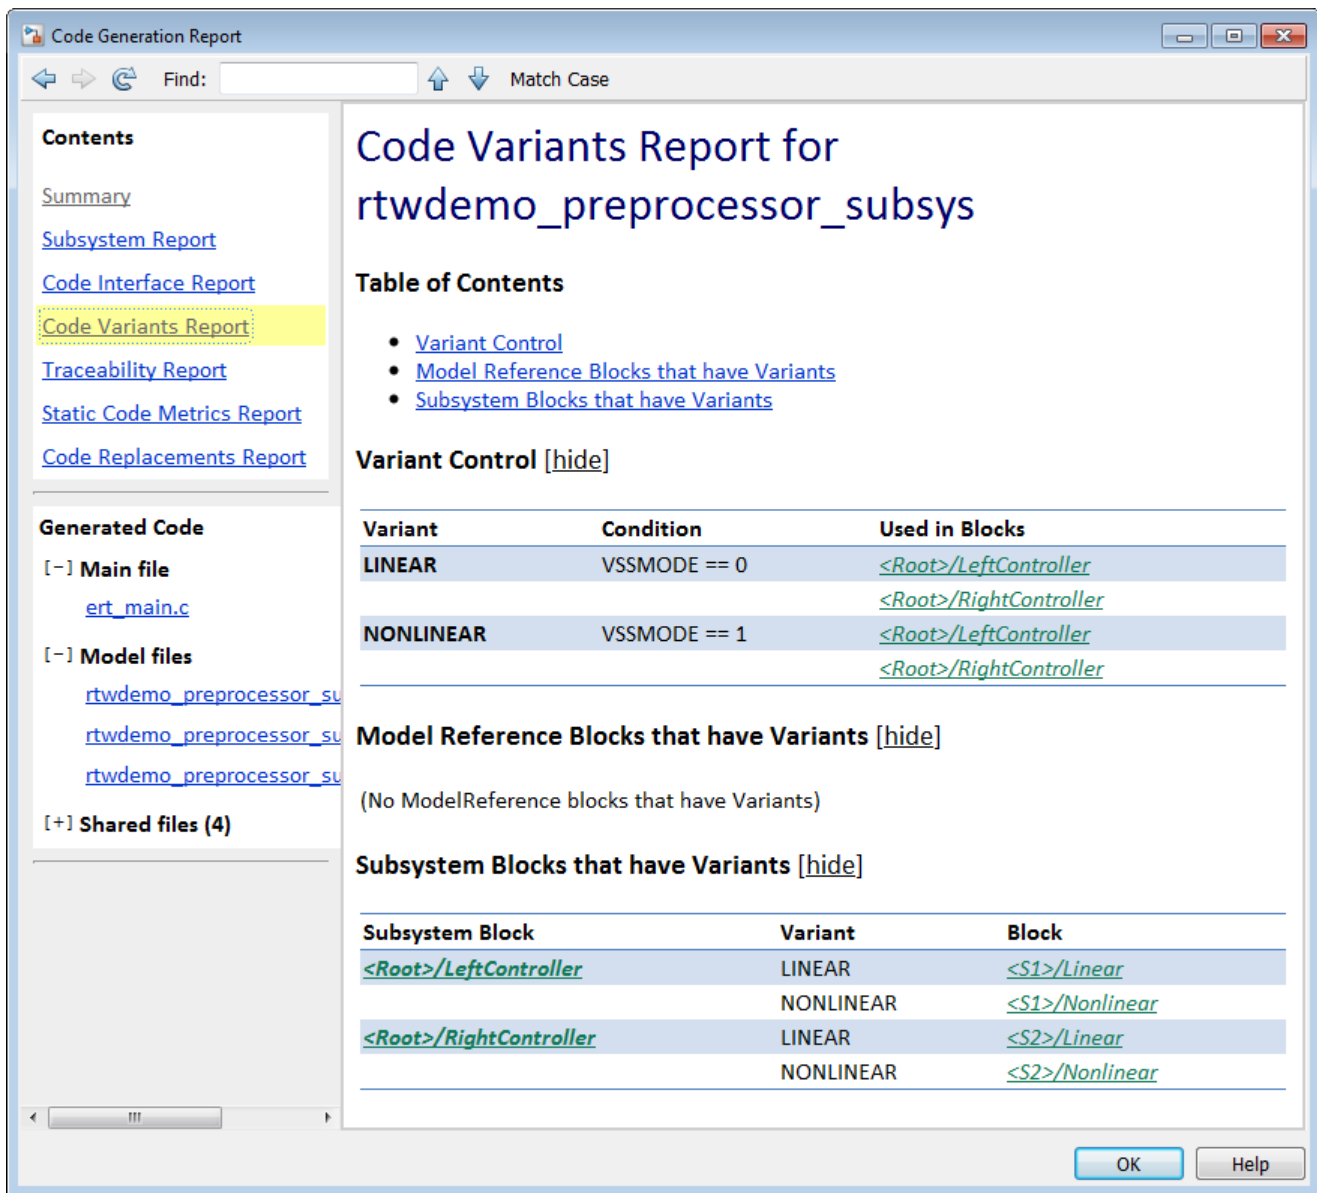 Code Generation Report
Find:
Match Case
Contents
Summary
Subsystem Report
Code Interface Report
Code Variants Report
Traceability Report
Static Code Metrics Report
Code Replacements Report
Generated Code
[-] Main file
ert_main.c
[-] Model files
rtwdemo_preprocessor_su
rtwdemo_preprocessor_su
rtwdemo_preprocessor_su
[+] Shared files (4)
Code Variants Report for
rtwdemo_preprocessor_subsys
Table of Contents
• Variant Control
• Model Reference Blocks that have Variants
• Subsystem Blocks that have Variants
Variant Control [hide]
Variant Condition Used in Blocks
LINEAR VSSMODE == 0 <Root>/LeftController
<Root>/RightController
NONLINEAR VSSMODE == 1 <Root>/LeftController
<Root>/RightController
Model Reference Blocks that have Variants [hide]
(No ModelReference blocks that have Variants)
Subsystem Blocks that have Variants [hide]
Subsystem Block Variant Block
<Root>/LeftController LINEAR <S1>/Linear
NONLINEAR <S1>/Nonlinear
<Root>/RightController LINEAR <S2>/Linear
NONLINEAR <S2>/Nonlinear
OK Help